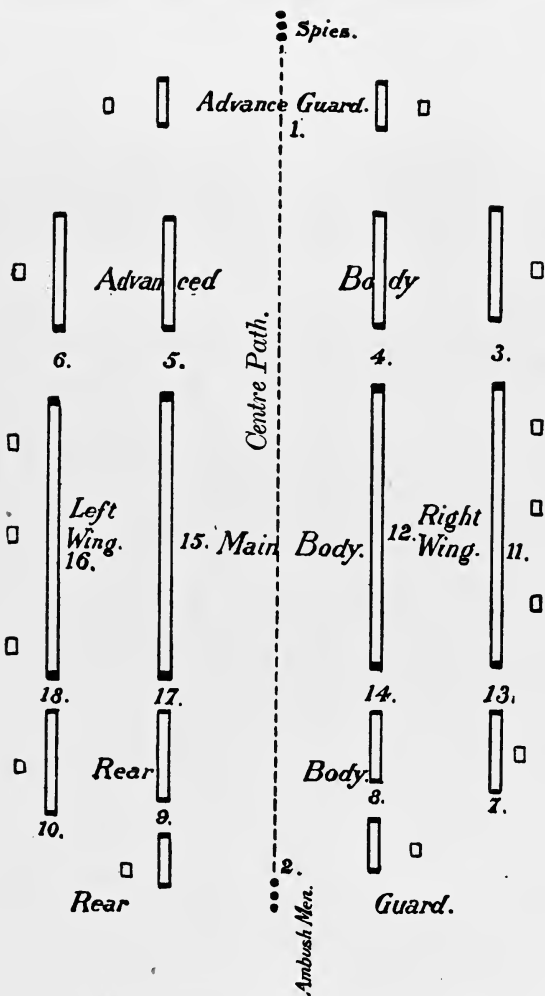 Spies.
Advance Guard.
1.
Advanced Body
Centre Path.
6. 5. 4. 3.
Left
Wing.
16.
15. Main Body. 12.
Right
Wing. 11.
18. 17. 14. 13.
Rear Body.
8. 7.
10. 9.
2.
Rear Guard.
Ambush Men.